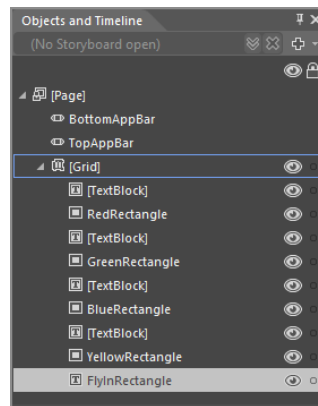 Objects and Timeline
(No Storyboard open)
[Page]
BottomAppBar
TopAppBar
[Grid]
[TextBlock]
RedRectangle
[TextBlock]
GreenRectangle
[TextBlock]
BlueRectangle
[TextBlock]
YellowRectangle
FlyInRectangle